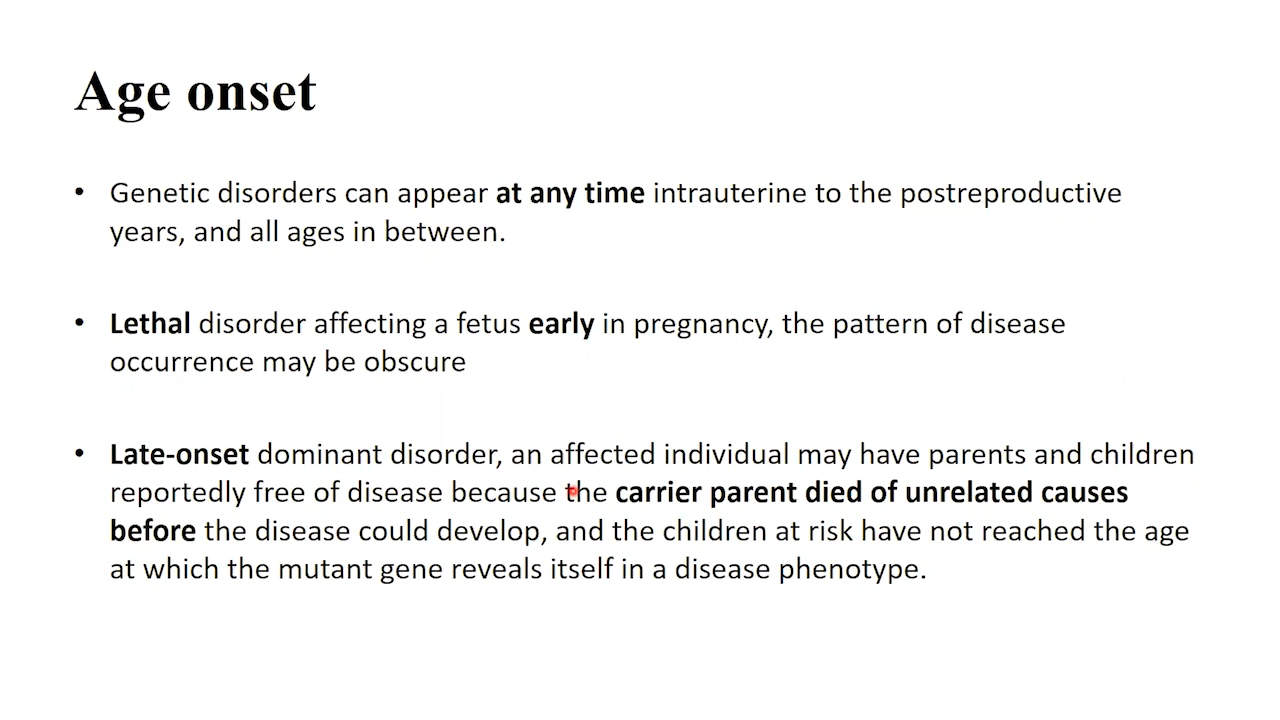 Age onset
• Genetic disorders can appear at any time intrauterine to the postreproductive
years, and all ages in between.
• Lethal disorder affecting a fetus early in pregnancy, the pattern of disease
occurrence may be obscure
• Late-onset dominant disorder, an affected individual may have parents and children
reportedly free of disease because the carrier parent died of unrelated causes
before the disease could develop, and the children at risk have not reached the age
at which the mutant gene reveals itself in a disease phenotype.